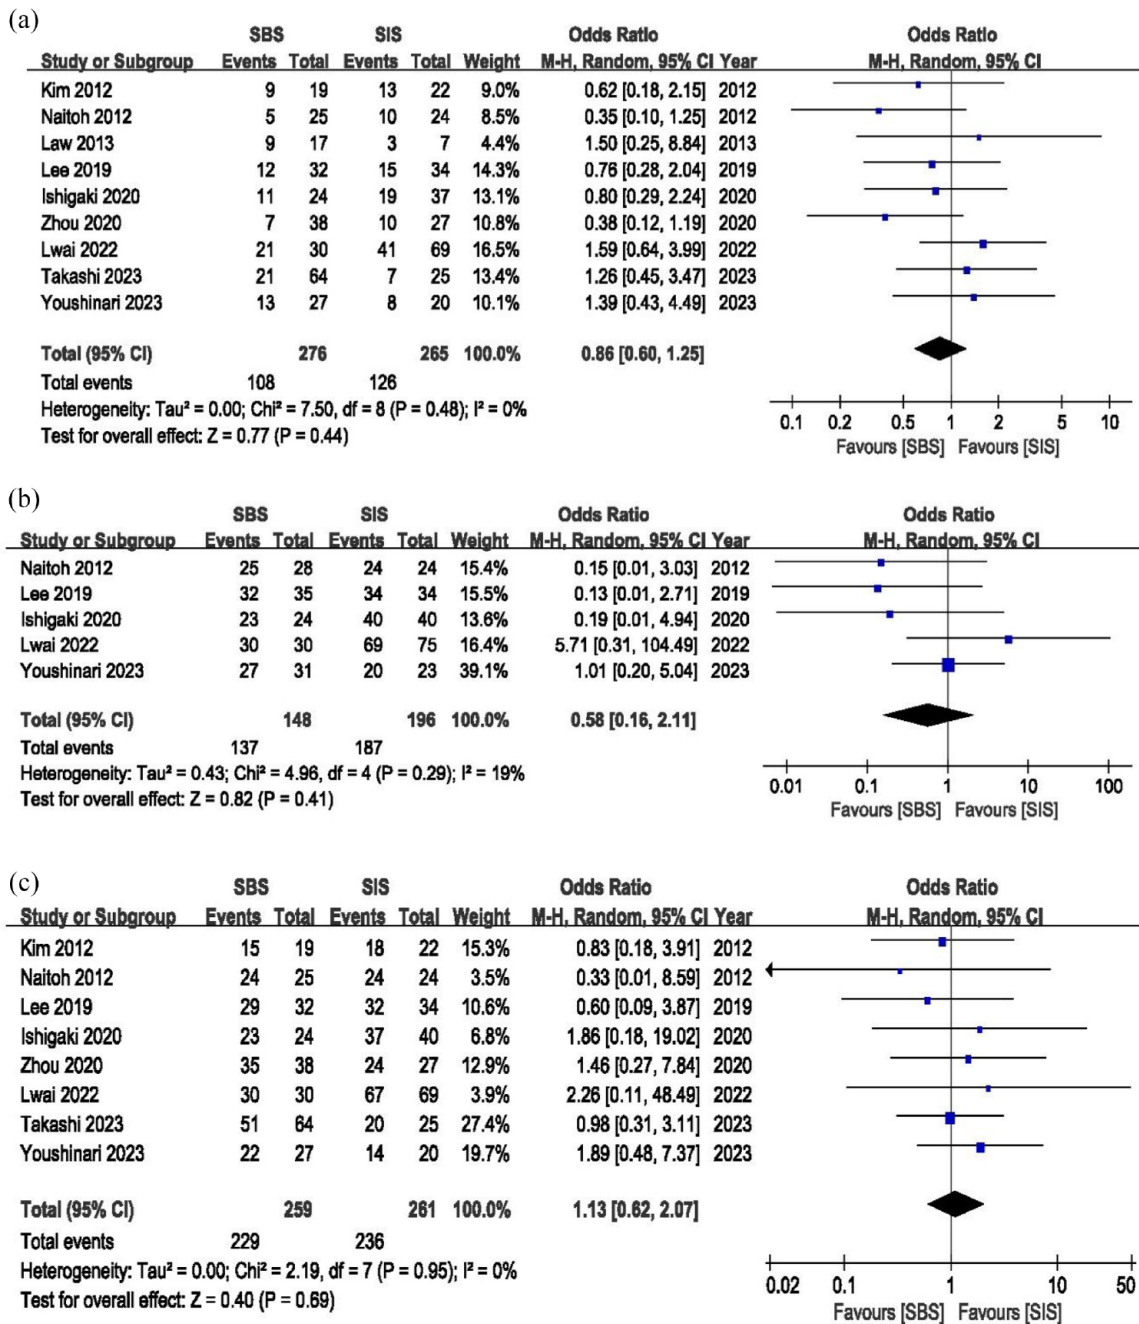 (a)
SBS SIS Odds Ratio Odds Ratio
Study or Subgroup Events Total Events Total Weight M-H, Random, 95% CI Year M-H, Random, 95% CI
Kim 2012 9 19 13 22 9.0% 0.62 [0.18, 2.15] 2012
Naitoh 2012 5 25 10 24 8.5% 0.35 [0.10, 1.25] 2012
Law 2013 9 17 3 7 4.4% 1.50 [0.25, 8.84] 2013
Lee 2019 12 32 15 34 14.3% 0.76 [0.28, 2.04] 2019
Ishigaki 2020 11 24 19 37 13.1% 0.80 [0.29, 2.24] 2020
Zhou 2020 7 38 10 27 10.8% 0.38 [0.12, 1.19] 2020
Lwai 2022 21 30 41 69 16.5% 1.59 [0.64, 3.99] 2022
Takashi 2023 21 64 7 25 13.4% 1.26 [0.45, 3.47] 2023
Youshinari 2023 13 27 8 20 10.1% 1.39 [0.43, 4.49] 2023
Total (95% CI) 276 265 100.0% 0.86 [0.60, 1.25]
Total events 108 126
Heterogeneity: Tau² = 0.00; Chi² = 7.50, df = 8 (P = 0.48); I² = 0%
Test for overall effect: Z = 0.77 (P = 0.44)
0.1 0.2 0.5 1 2 5 10
Favours [SBS] Favours [SIS]
(b)
SBS SIS Odds Ratio Odds Ratio
Study or Subgroup Events Total Events Total Weight M-H, Random, 95% CI Year M-H, Random, 95% CI
Naitoh 2012 25 28 24 24 15.4% 0.15 [0.01, 3.03] 2012
Lee 2019 32 35 34 34 15.5% 0.13 [0.01, 2.71] 2019
Ishigaki 2020 23 24 40 40 13.6% 0.19 [0.01, 4.94] 2020
Lwai 2022 30 30 69 75 16.4% 5.71 [0.31, 104.49] 2022
Youshinari 2023 27 31 20 23 39.1% 1.01 [0.20, 5.04] 2023
Total (95% CI) 148 196 100.0% 0.58 [0.16, 2.11]
Total events 137 187
Heterogeneity: Tau² = 0.43; Chi² = 4.96, df = 4 (P = 0.29); I² = 19%
Test for overall effect: Z = 0.82 (P = 0.41)
0.01 0.1 1 10 100
Favours [SBS] Favours [SIS]
(c)
SBS SIS Odds Ratio Odds Ratio
Study or Subgroup Events Total Events Total Weight M-H, Random, 95% CI Year M-H, Random, 95% CI
Kim 2012 15 19 18 22 15.3% 0.83 [0.18, 3.91] 2012
Naitoh 2012 24 25 24 24 3.5% 0.33 [0.01, 8.59] 2012
Lee 2019 29 32 32 34 10.6% 0.60 [0.09, 3.87] 2019
Ishigaki 2020 23 24 37 40 6.8% 1.86 [0.18, 19.02] 2020
Zhou 2020 35 38 24 27 12.9% 1.46 [0.27, 7.84] 2020
Lwai 2022 30 30 67 69 3.9% 2.26 [0.11, 48.49] 2022
Takashi 2023 51 64 20 25 27.4% 0.98 [0.31, 3.11] 2023
Youshinari 2023 22 27 14 20 19.7% 1.89 [0.48, 7.37] 2023
Total (95% CI) 259 261 100.0% 1.13 [0.62, 2.07]
Total events 229 236
Heterogeneity: Tau² = 0.00; Chi² = 2.19, df = 7 (P = 0.95); I² = 0%
Test for overall effect: Z = 0.40 (P = 0.69)
0.02 0.1 1 10 50
Favours [SBS] Favours [SIS]